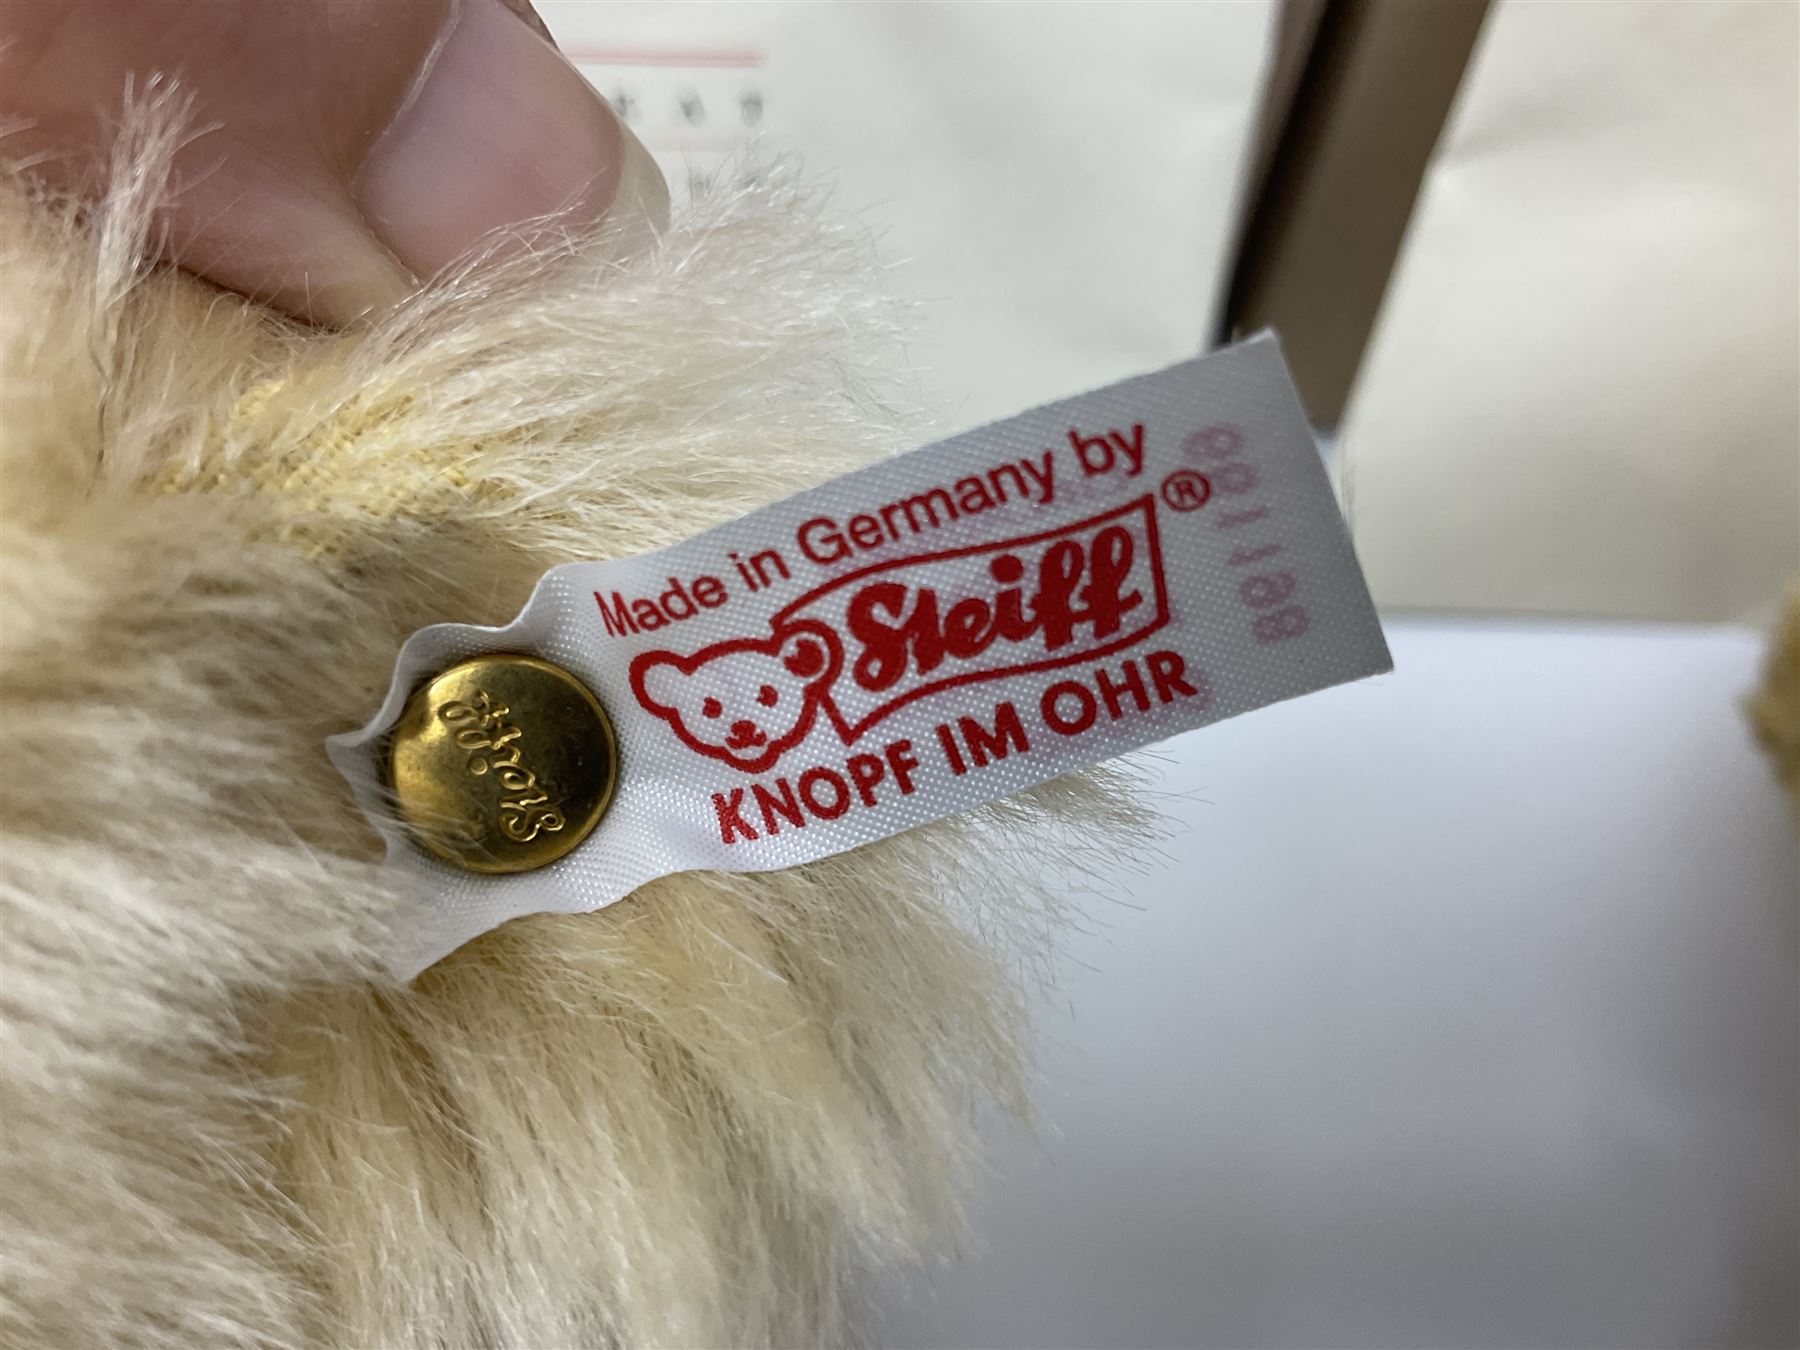 Made in Germany by
Steiff®
KNOPF IM OHR
Steiff